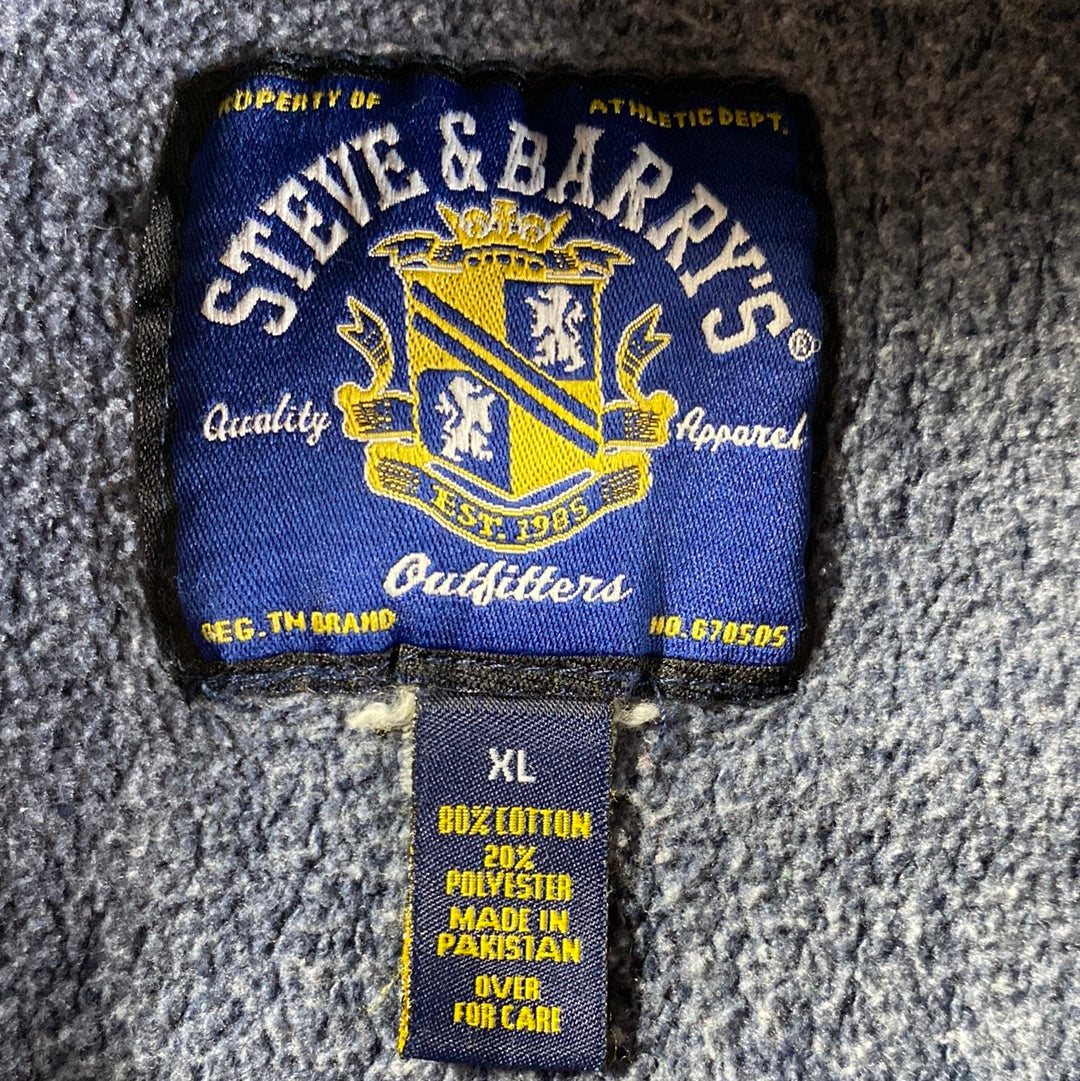 PROPERTY OF ATHLETIC DEPT.
STEVE & BARRY'S®
Quality Apparel
EST. 1985
Outfitters
REG. TM BRAND NO. 670505
XL
80% COTTON
20%
POLYESTER
MADE IN
PAKISTAN
OVER
FOR CARE